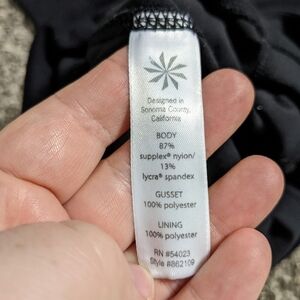 Designed in
Sonoma County,
California
BODY
87%
supplex® nylon/
13%
lycra® spandex
GUSSET
100% polyester
LINING
100% polyester
RN #54023
Style #862109